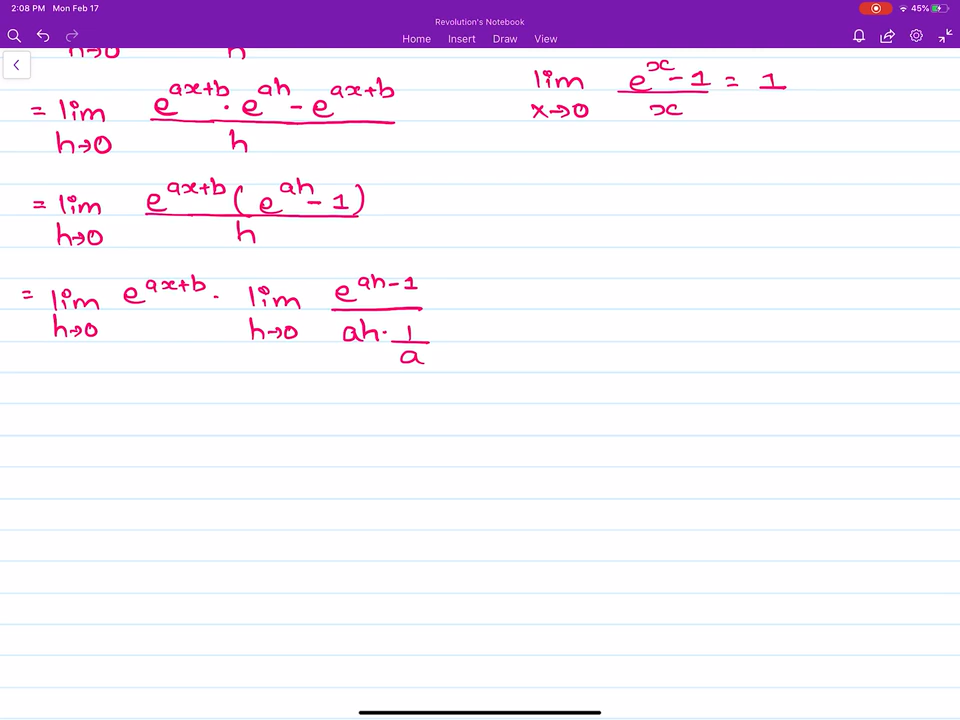 2:08 PM Mon Feb 17
45%
Revolution's Notebook
Home Insert Draw View
h→0 h
= lim e^(ax+b) · e^(ah) − e^(ax+b)
h→0 h
lim e^x − 1 = 1
x→0 x
= lim e^(ax+b) ( e^(ah) − 1 )
h→0 h
= lim e^(ax+b) · lim e^(ah−1)
h→0 h→0 ah · 1
a